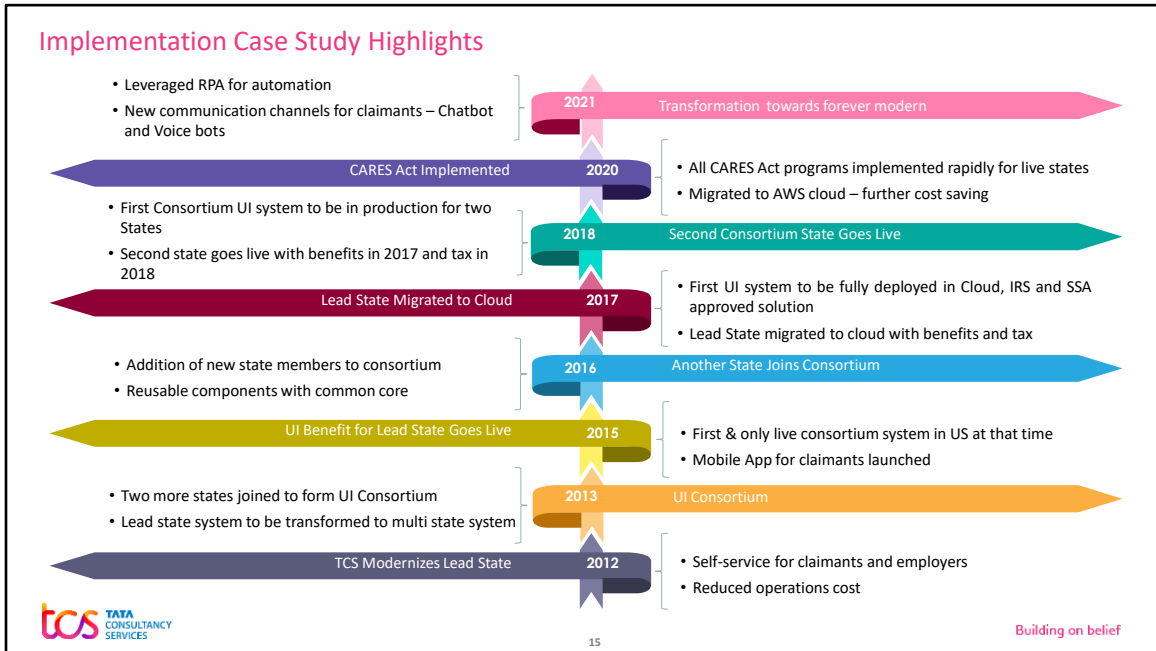 Implementation Case Study Highlights
• Leveraged RPA for automation
• New communication channels for claimants – Chatbot
and Voice bots
2021
Transformation towards forever modern
CARES Act Implemented
2020
• All CARES Act programs implemented rapidly for live states
• Migrated to AWS cloud – further cost saving
• First Consortium UI system to be in production for two
States
• Second state goes live with benefits in 2017 and tax in
2018
2018
Second Consortium State Goes Live
Lead State Migrated to Cloud
2017
• First UI system to be fully deployed in Cloud, IRS and SSA
approved solution
• Lead State migrated to cloud with benefits and tax
• Addition of new state members to consortium
• Reusable components with common core
2016
Another State Joins Consortium
UI Benefit for Lead State Goes Live
2015
• First & only live consortium system in US at that time
• Mobile App for claimants launched
• Two more states joined to form UI Consortium
• Lead state system to be transformed to multi state system
2013
UI Consortium
TCS Modernizes Lead State
2012
• Self-service for claimants and employers
• Reduced operations cost
tcs
TATA
CONSULTANCY
SERVICES
15
Building on belief